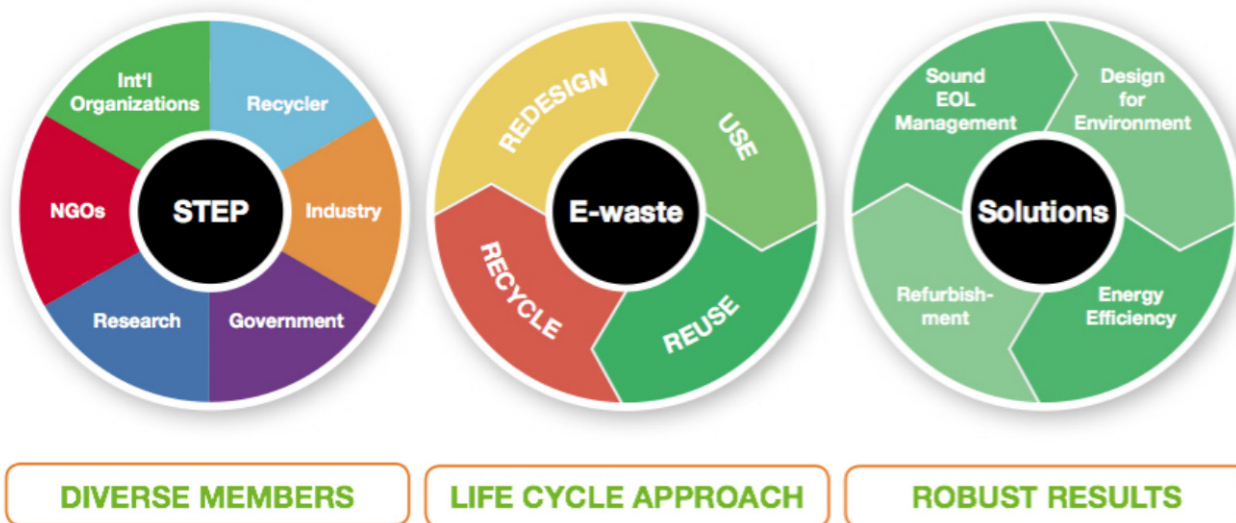 Int'l
Organizations
Recycler
NGOs
STEP
Industry
Research
Government
REDESIGN
USE
E-waste
RECYCLE
REUSE
Sound
EOL
Management
Design
for
Environment
Solutions
Refurbish-
ment
Energy
Efficiency
DIVERSE MEMBERS
LIFE CYCLE APPROACH
ROBUST RESULTS